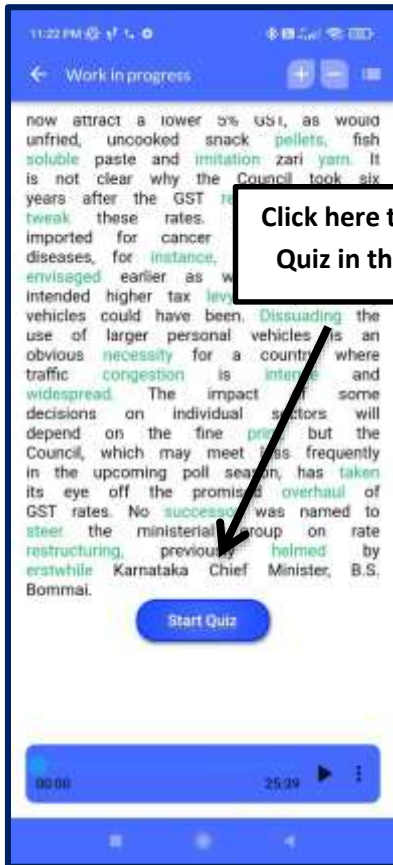 11:22 PM
← Work in progress
now attract a lower 5% GST, as would
unfried, uncooked snack pellets, fish
soluble paste and imitation zari yarn. It
is not clear why the Council took six
years after the GST
tweak these rates.
imported for cancer
diseases, for instance,
envisaged earlier as
intended higher tax levy
vehicles could have been. Dissuading the
use of larger personal vehicles is an
obvious necessity for a country where
traffic congestion is intense and
widespread. The impact of some
decisions on individual sectors will
depend on the fine print but the
Council, which may meet less frequently
in the upcoming poll season, has taken
its eye off the promised overhaul of
GST rates. No successor was named to
steer the ministerial group on rate
restructuring, previously helmed by
erstwhile Karnataka Chief Minister, B.S.
Bommai.
Click here t
Quiz in th
Start Quiz
00:00 25:39